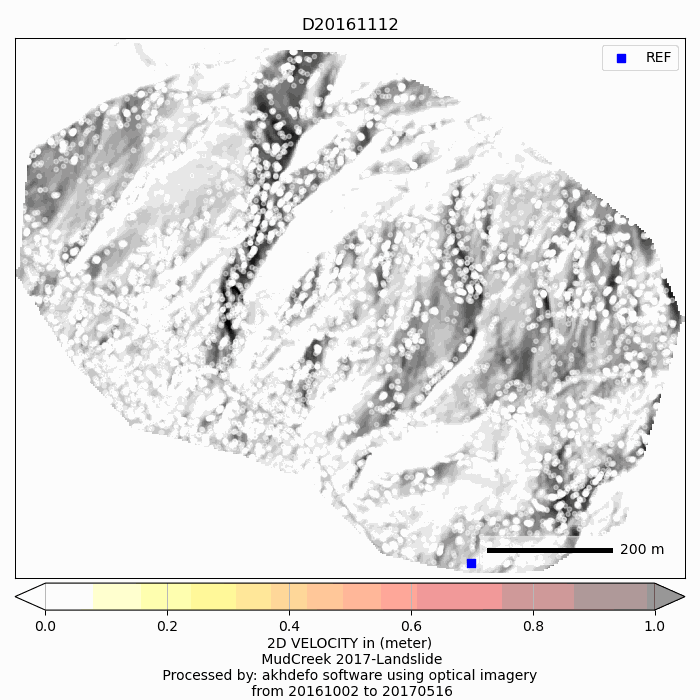 D20161112
REF
200 m
0.0 0.2 0.4 0.6 0.8 1.0
2D VELOCITY in (meter)
MudCreek 2017-Landslide
Processed by: akhdefo software using optical imagery
from 20161002 to 20170516